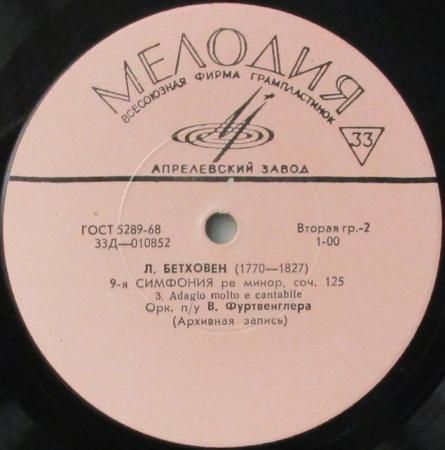 МЕЛОДИЯ
ВСЕСОЮЗНАЯ ФИРМА ГРАМПЛАСТИНОК
33
АПРЕЛЕВСКИЙ ЗАВОД
ГОСТ 5289-68
33Д—010852
Вторая гр.-2
1-00
Л. БЕТХОВЕН (1770—1827)
9-я СИМФОНИЯ ре минор, соч. 125
3. Adagio molto e cantabile
Орк. п/у В. Фуртвенглера
(Архивная запись)